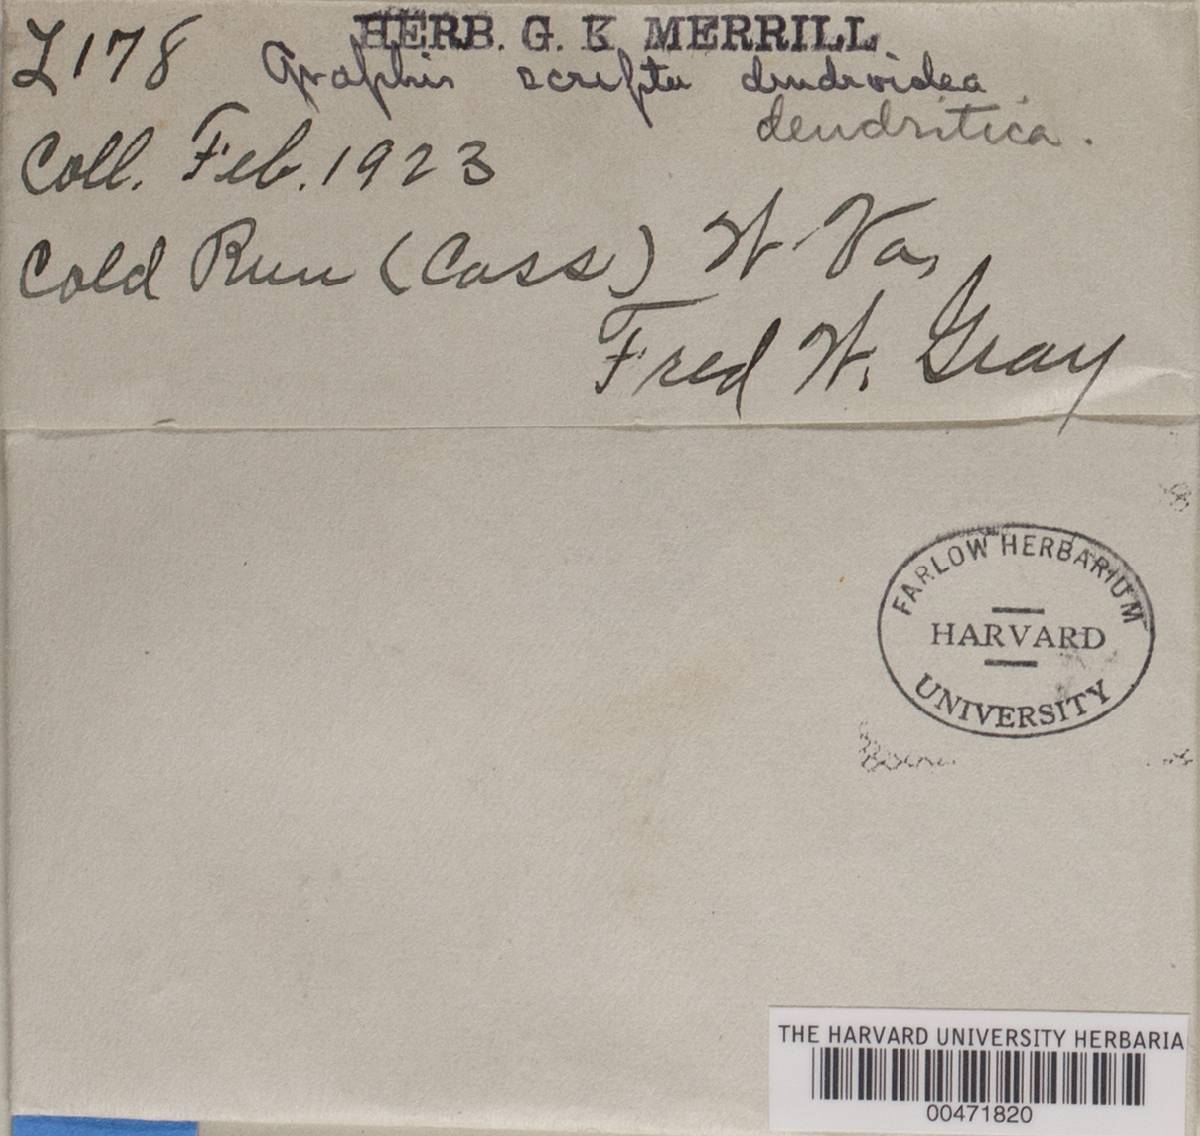 HERB. G. K. MERRILL.
L178 Graphis scripta dendroidea
dendritica.
Coll. Feb. 1923
Cold Run (Cass) W. Va.
Fred W. Gray
FARLOW HERBARIUM
HARVARD
UNIVERSITY
THE HARVARD UNIVERSITY HERBARIA
00471820